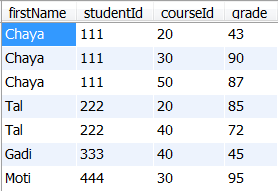 firstName studentId courseId grade
Chaya 111 20 43
Chaya 111 30 90
Chaya 111 50 87
Tal 222 20 85
Tal 222 40 72
Gadi 333 40 45
Moti 444 30 95